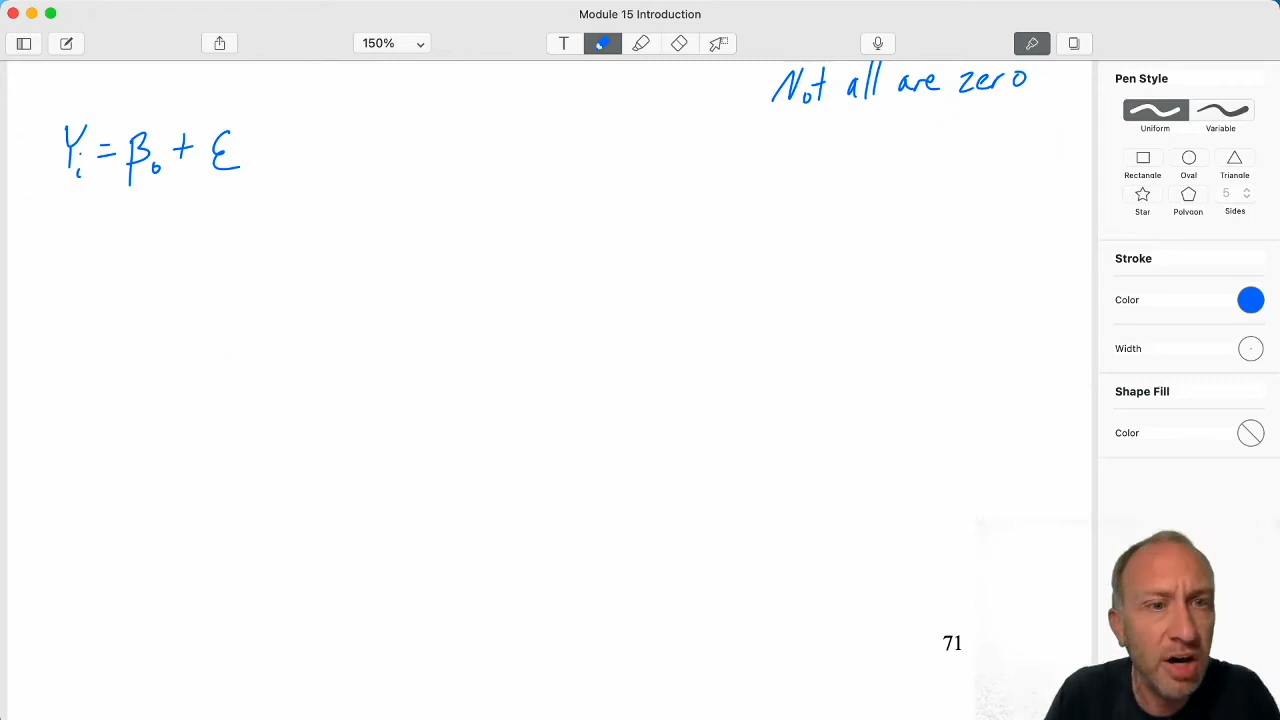 Module 15 Introduction
150%
T
Not all are zero
Yᵢ = β₀ + ε
71
Pen Style
Uniform
Variable
Rectangle
Oval
Triangle
Star
Polygon
5
Sides
Stroke
Color
Width
Shape Fill
Color